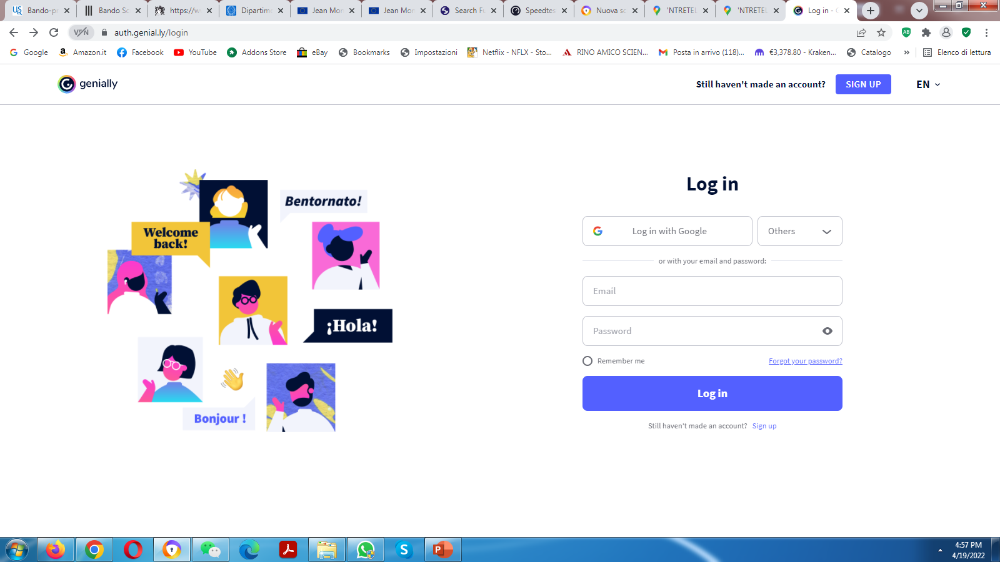 Bando-pr
Bando Sc
https://w
Dipartime
Jean Mon
Jean Mon
Search Fu
Speedtes
Nuova sc
'NTRETEL
'NTRETEL
Log in - G
VPN
auth.genial.ly/login
Google
Amazon.it
Facebook
YouTube
Addons Store
eBay
Bookmarks
Impostazioni
Netflix - NFLX - Sto...
RINO AMICO SCIEN...
Posta in arrivo (118)...
€3,378.80 - Kraken...
Catalogo
»
Elenco di lettura
genially
Still haven't made an account?
SIGN UP
EN
Bentornato!
Welcome
back!
¡Hola!
Bonjour !
Log in
Log in with Google
Others
or with your email and password:
Email
Password
Remember me
Forgot your password?
Log in
Still haven't made an account? Sign up
4:57 PM
4/19/2022